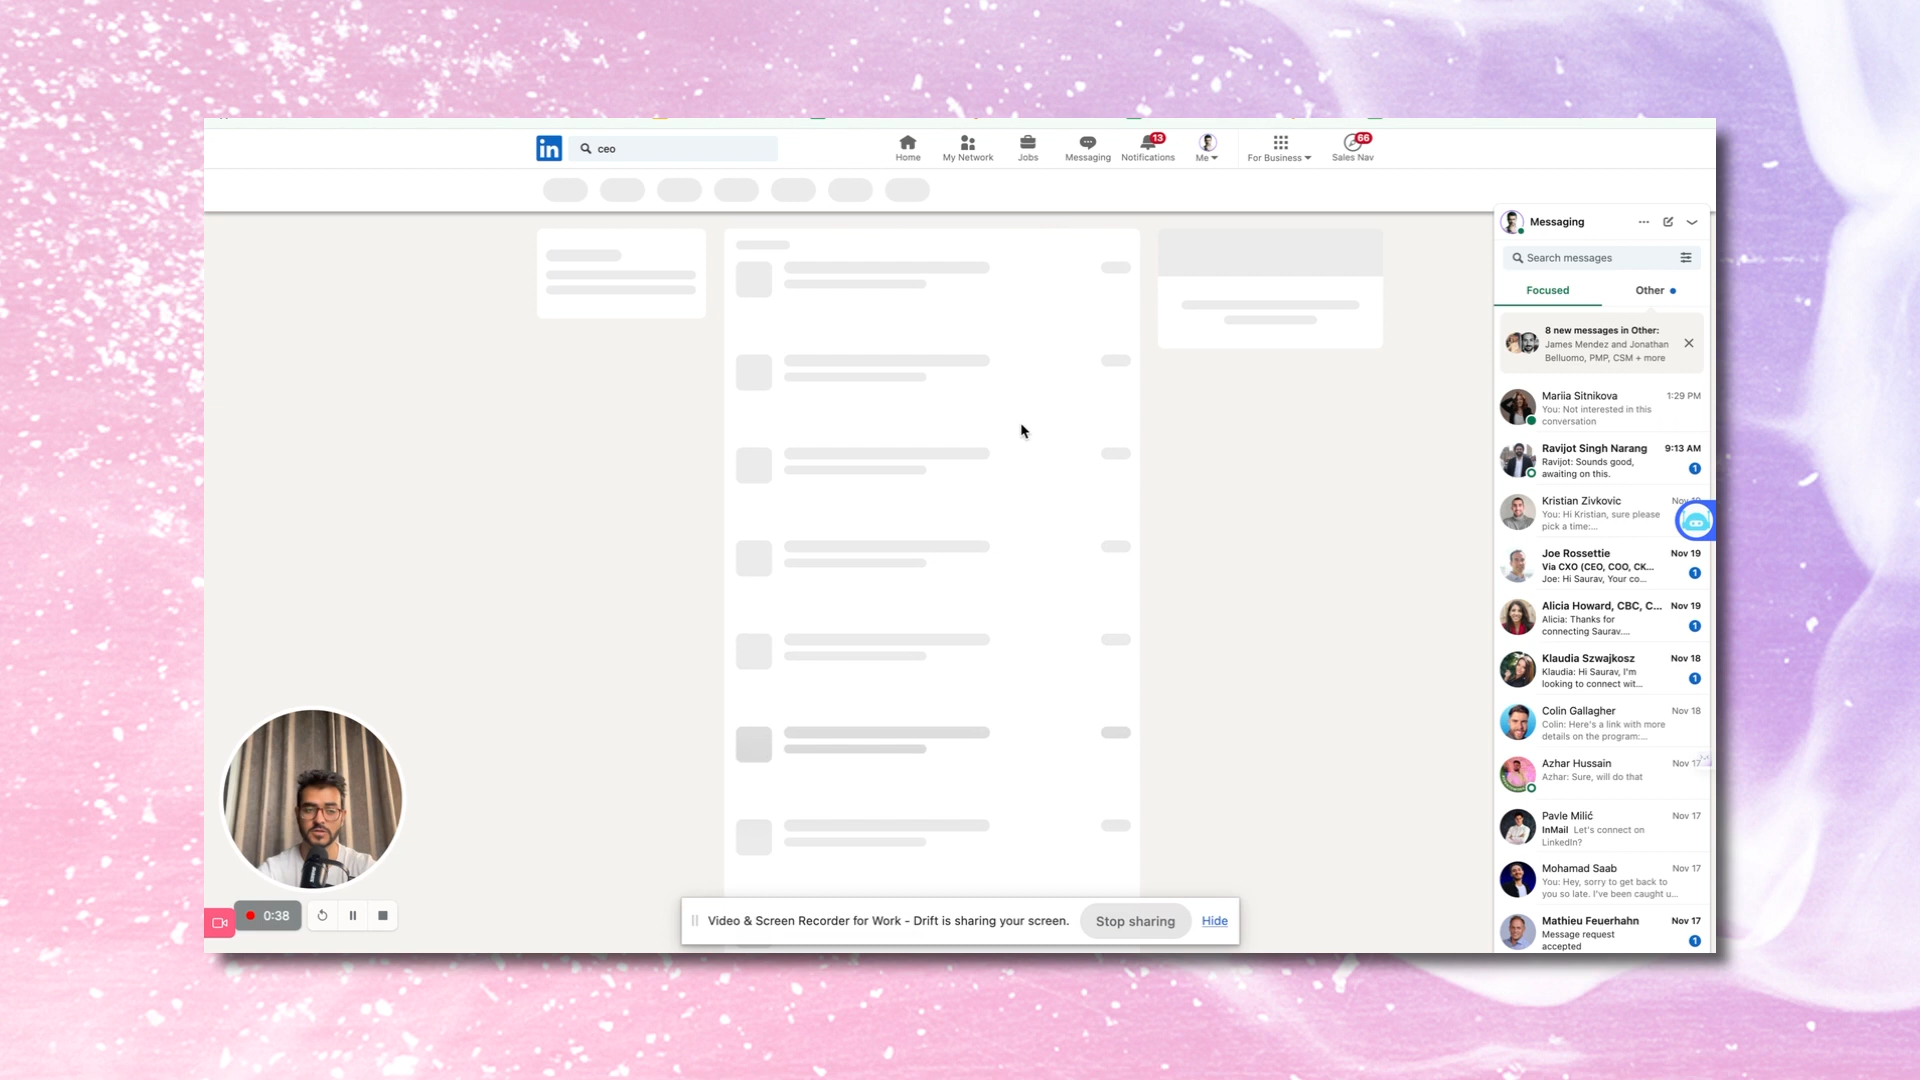 in
ceo
Home
My Network
Jobs
Messaging
13
Notifications
Me
For Business
66
Sales Nav
Messaging
Search messages
Focused
Other
8 new messages in Other:
James Mendez and Jonathan
Belluomo, PMP, CSM + more
Mariia Sitnikova 1:29 PM
You: Not interested in this
conversation
Ravijot Singh Narang 9:13 AM
Ravijot: Sounds good,
awaiting on this.
1
Kristian Zivkovic Nov
You: Hi Kristian, sure please
pick a time:...
Joe Rossettie Nov 19
Via CXO (CEO, COO, CK...
Joe: Hi Saurav, Your co...
1
Alicia Howard, CBC, C... Nov 19
Alicia: Thanks for
connecting Saurav....
1
Klaudia Szwajkosz Nov 18
Klaudia: Hi Saurav, I'm
looking to connect wit...
1
Colin Gallagher Nov 18
Colin: Here's a link with more
details on the program:...
Azhar Hussain Nov 17
Azhar: Sure, will do that
Pavle Milić Nov 17
InMail Let's connect on
LinkedIn?
Mohamad Saab Nov 17
You: Hey, sorry to get back to
you so late. I've been caught u...
Mathieu Feuerhahn Nov 17
Message request
accepted
1
0:38
Video & Screen Recorder for Work - Drift is sharing your screen.
Stop sharing
Hide